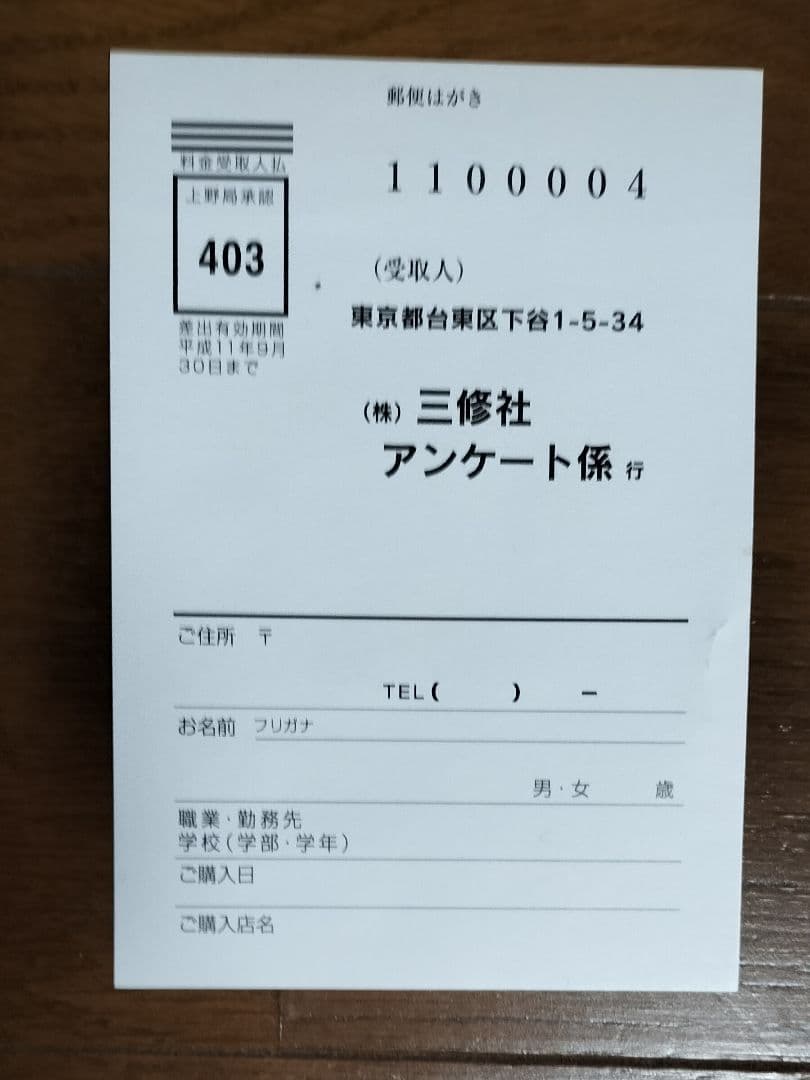 郵便はがき
料金受取人払
上野局承認
403
差出有効期間
平成11年9月
30日まで
1100004
(受取人)
東京都台東区下谷1-5-34
(株) 三修社
アンケート係 行
ご住所 〒
TEL( ) −
お名前 フリガナ
男・女 歳
職業・勤務先
学校(学部・学年)
ご購入日
ご購入店名